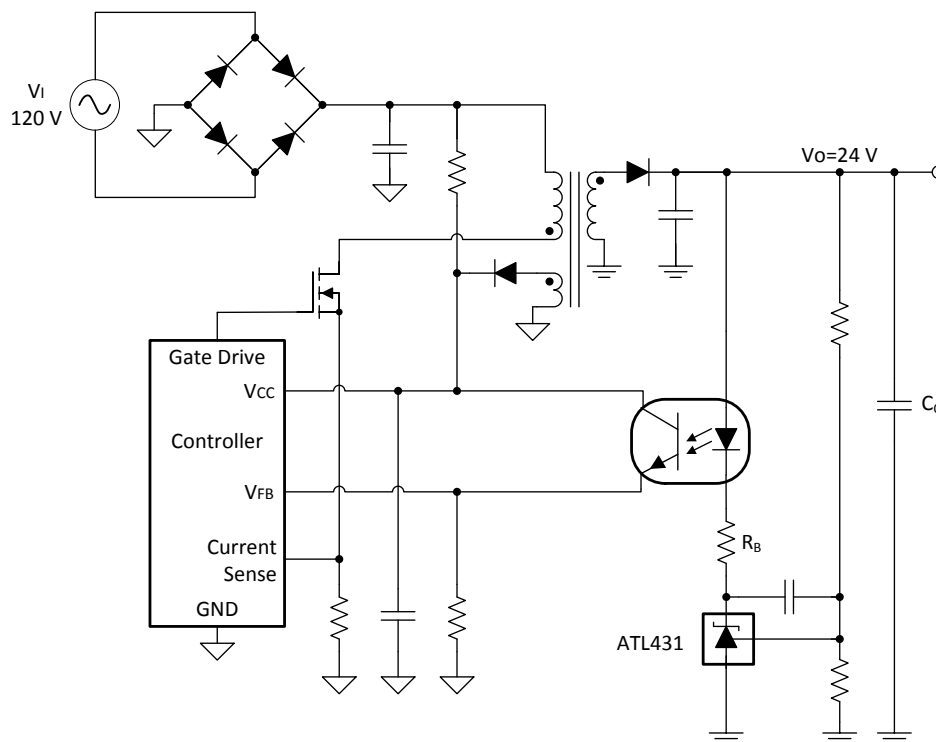 VI
120 V
Vo=24 V
Gate Drive
VCC
Controller
VFB
Current
Sense
GND
RB
ATL431